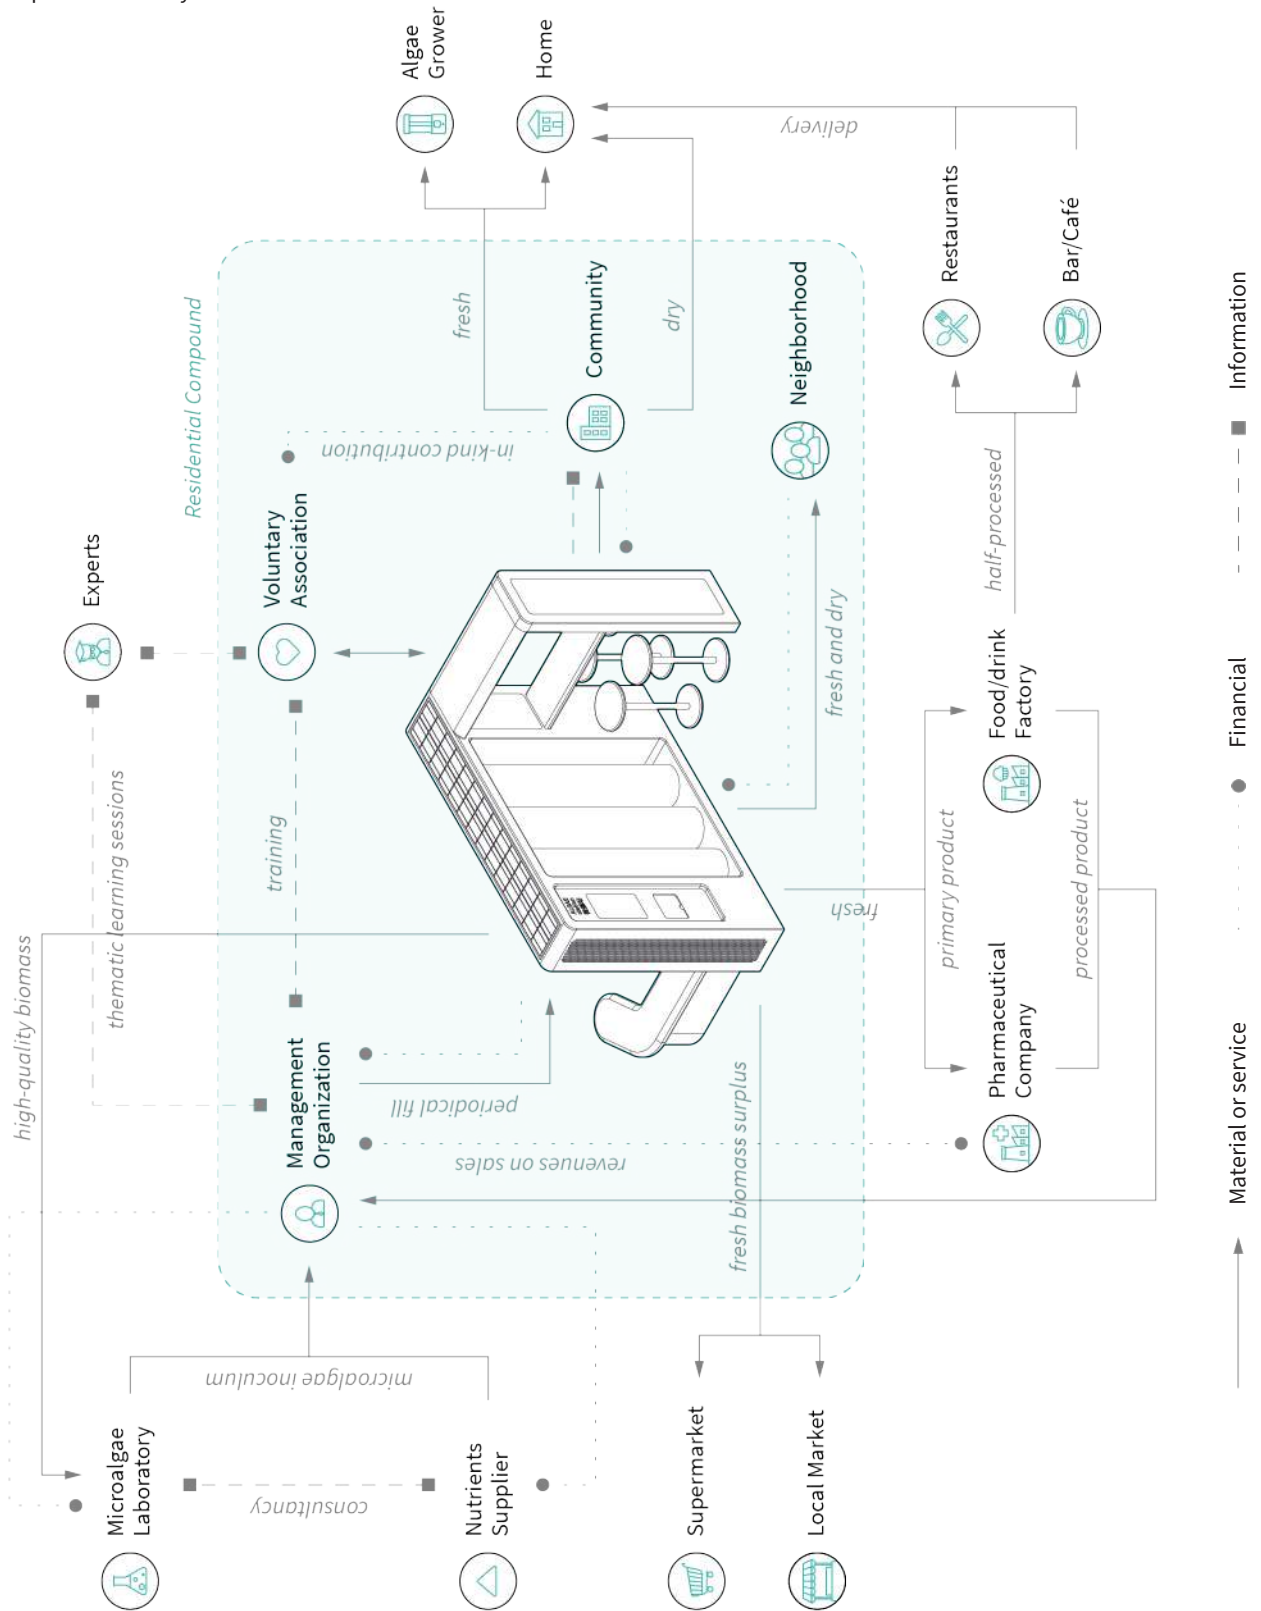 Algae
Grower
Home
delivery
Restaurants
Bar/Café
Residential Compound
fresh
dry
Community
Neighborhood
in-kind contribution
Experts
Voluntary
Association
thematic learning sessions
training
high-quality biomass
fresh and dry
half-processed
Food/drink
Factory
primary product
processed product
fresh
Pharmaceutical
Company
Management
Organization
periodical fill
revenues on sales
fresh biomass surplus
microalgae inoculum
Microalgae
Laboratory
consultancy
Nutrients
Supplier
Supermarket
Local Market
Material or service
Financial
Information